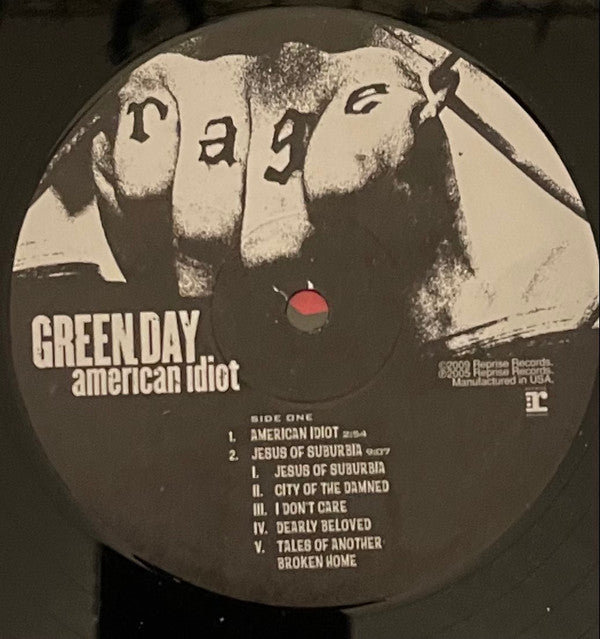 rage
GREEN DAY
american idiot
©2009 Reprise Records.
℗2005 Reprise Records.
Manufactured in USA.
r
SIDE ONE
1. AMERICAN IDIOT 2:54
2. JESUS OF SUBURBIA 9:07
I. JESUS OF SUBURBIA
II. CITY OF THE DAMNED
III. I DON'T CARE
IV. DEARLY BELOVED
V. TALES OF ANOTHER
BROKEN HOME